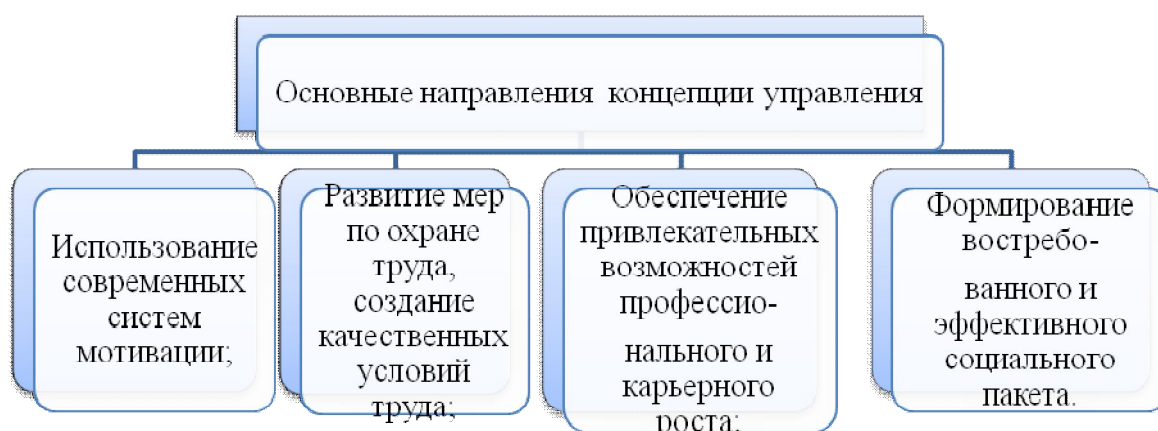 Основные направления концепции управления
Использование
современных
систем
мотивации;
Развитие мер
по охране
труда,
создание
качественных
условий
труда;
Обеспечение
привлекательных
возможностей
профессио-
нального и
карьерного
роста;
Формирование
востребо-
ванного и
эффективного
социального
пакета.